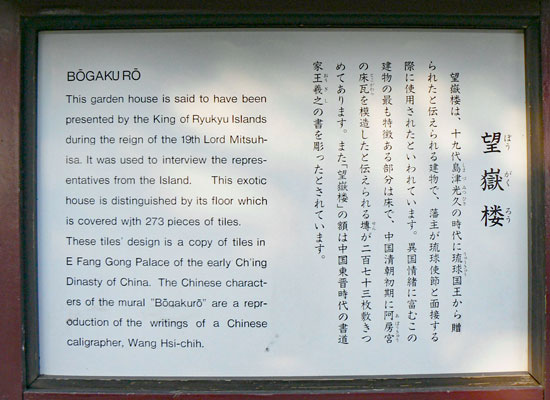 BŌGAKURŌ
This garden house is said to have been
presented by the King of Ryukyu Islands
during the reign of the 19th Lord Mitsuh-
isa. It was used to interview the repres-
entatives from the Island. This exotic
house is distinguished by its floor which
is covered with 273 pieces of tiles.
These tiles' design is a copy of tiles in
E Fang Gong Palace of the early Ch'ing
Dinasty of China. The Chinese charact-
ers of the mural "Bōgakurō" are a repr-
oduction of the writings of a Chinese
caligrapher, Wang Hsi-chih.
望嶽楼
ぼうがくろう
望嶽楼は、十九代島津光久の時代に琉球国王から贈
られたと伝えられる建物で、藩主が琉球使節と面接する
際に使用されたといわれています。異国情緒に富むこの
建物の最も特徴ある部分は床で、中国清朝初期に阿房宮
の床瓦を模造したと伝えられる塼が二百七十三枚敷きつ
めてあります。また「望嶽楼」の額は中国東晋時代の書道
家王羲之の書を彫ったとされています。